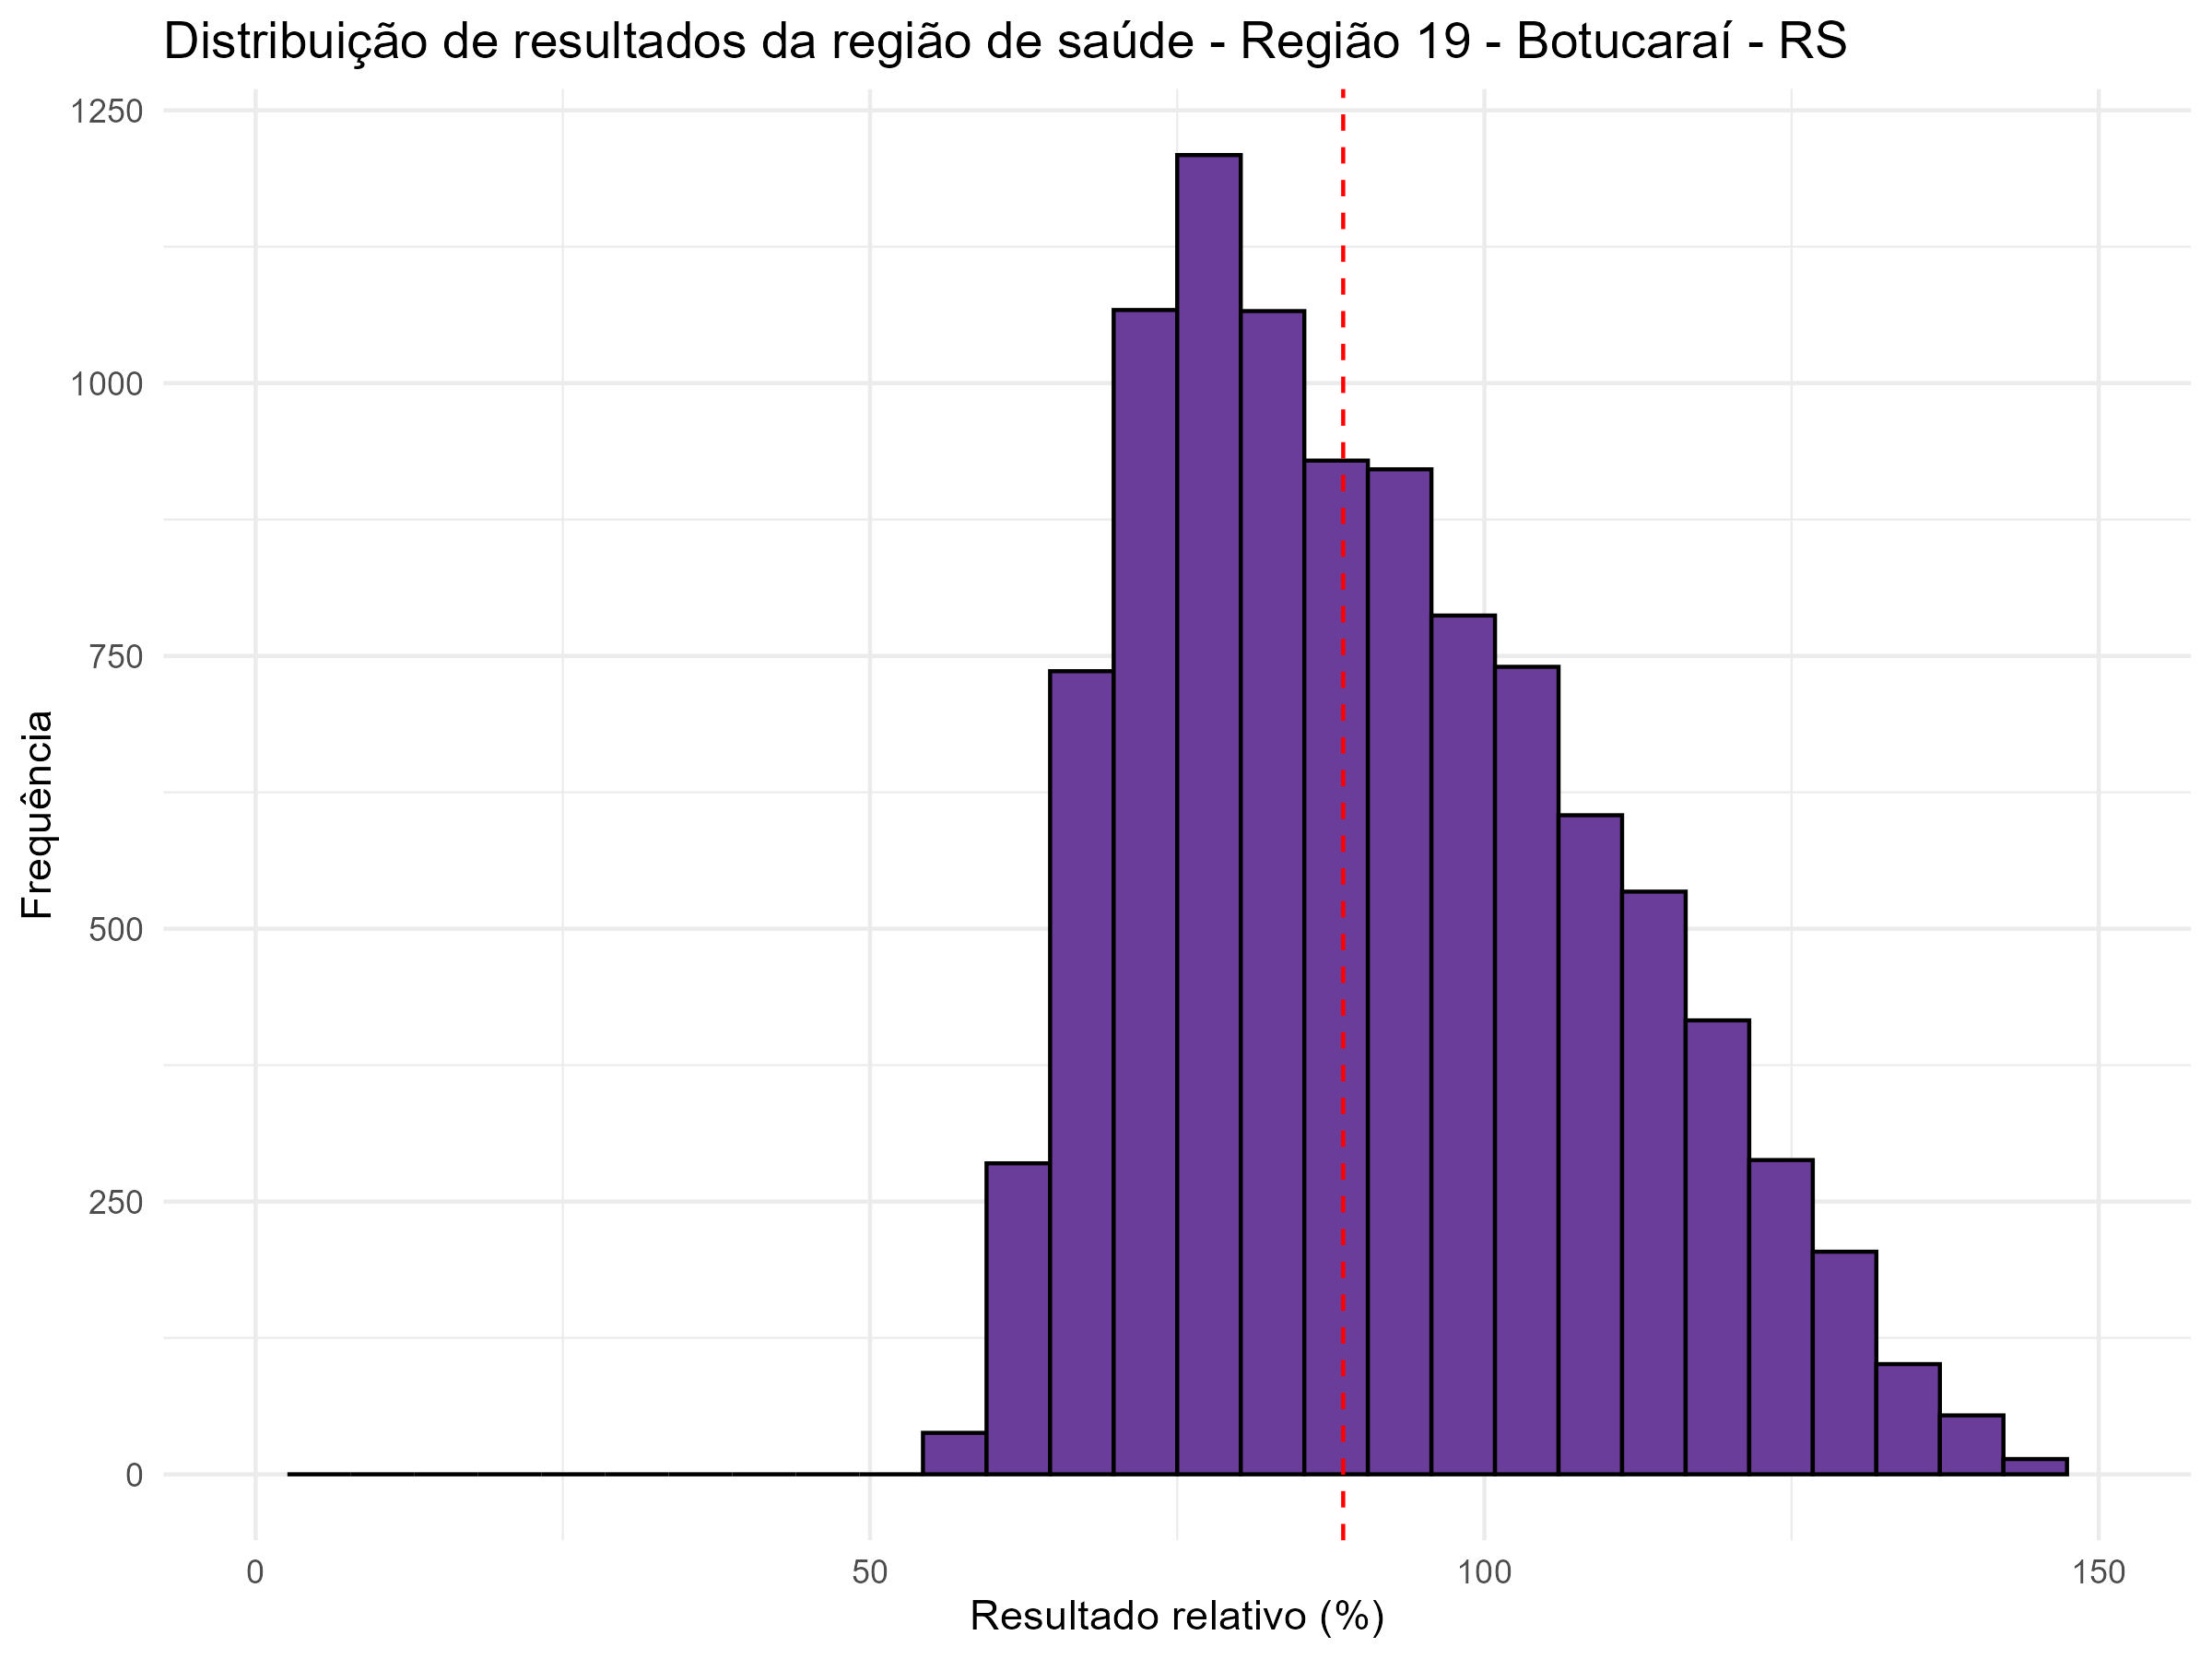 Distribuição de resultados da região de saúde - Região 19 - Botucaraí - RS
1250
1000
750
500
250
0
Frequência
0 50 100 150
Resultado relativo (%)